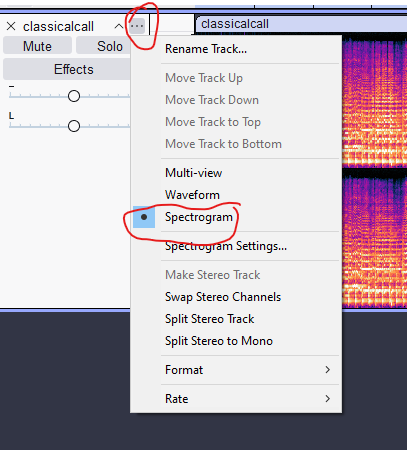 classicalcall
classicalcall
Mute
Solo
Effects
L
Rename Track...
Move Track Up
Move Track Down
Move Track to Top
Move Track to Bottom
Multi-view
Waveform
Spectrogram
Spectrogram Settings...
Make Stereo Track
Swap Stereo Channels
Split Stereo Track
Split Stereo to Mono
Format
Rate